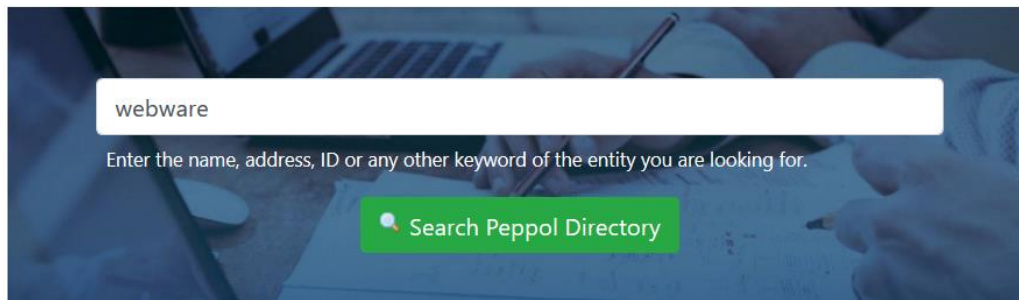 webware
Enter the name, address, ID or any other keyword of the entity you are looking for.
Search Peppol Directory